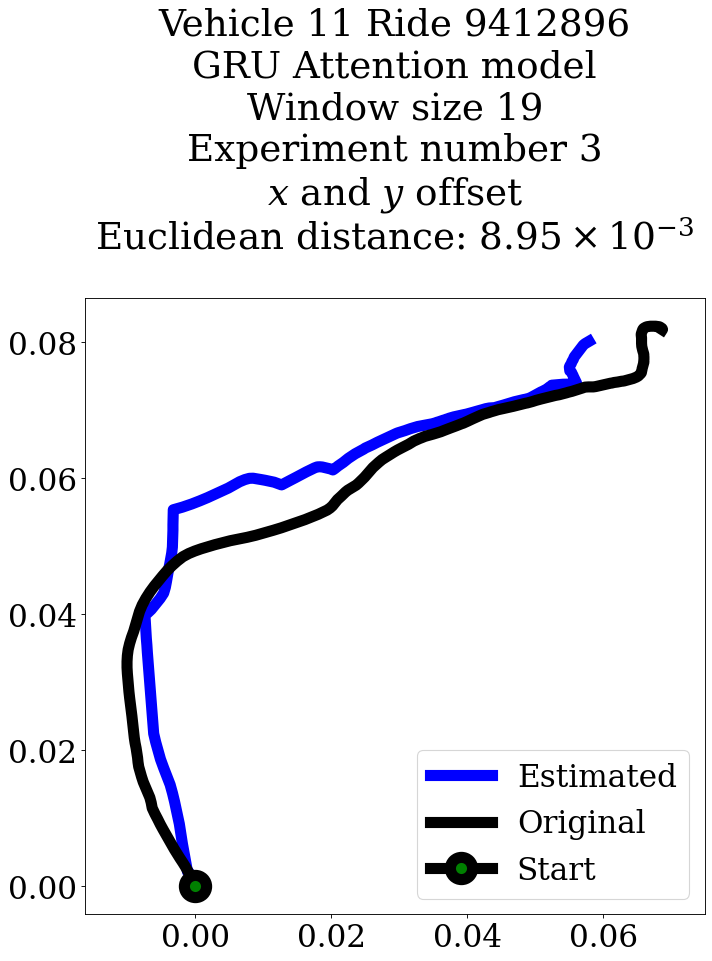 Vehicle 11 Ride 9412896
GRU Attention model
Window size 19
Experiment number 3
x and y offset
Euclidean distance: 8.95 × 10⁻³
0.08
0.06
0.04
0.02
0.00
Estimated
Original
Start
0.00 0.02 0.04 0.06